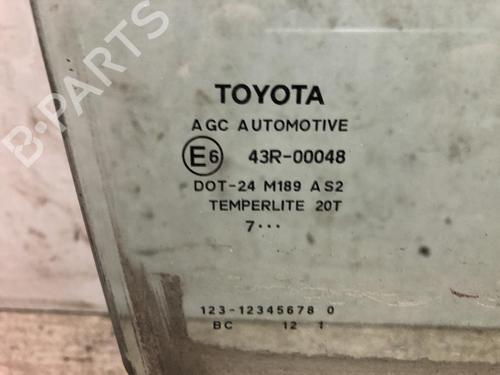 B-PARTS
TOYOTA
AGC AUTOMOTIVE
E6 43R-00048
DOT-24 M189 AS2
TEMPERLITE 20T
7•••
123-12345678 0
BC 12 1